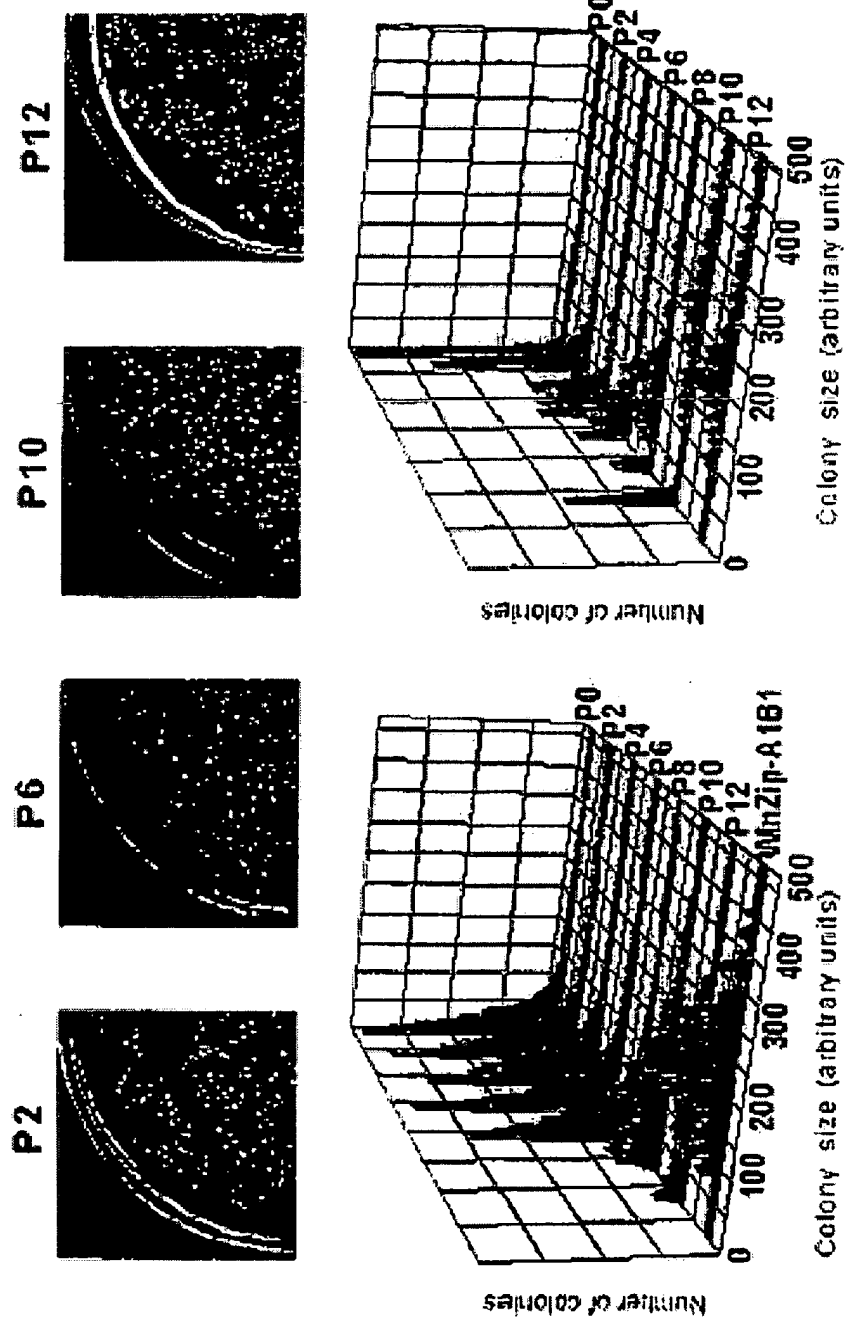 P2
P6
P10
P12
Number of colonies
P0
P2
P4
P6
P8
P10
P12
WinZip-A1B1
0
100
200
300
400
500
Colony size (arbitrary units)
Number of colonies
P0
P2
P4
P6
P8
P10
P12
0
100
200
300
400
500
Colony size (arbitrary units)